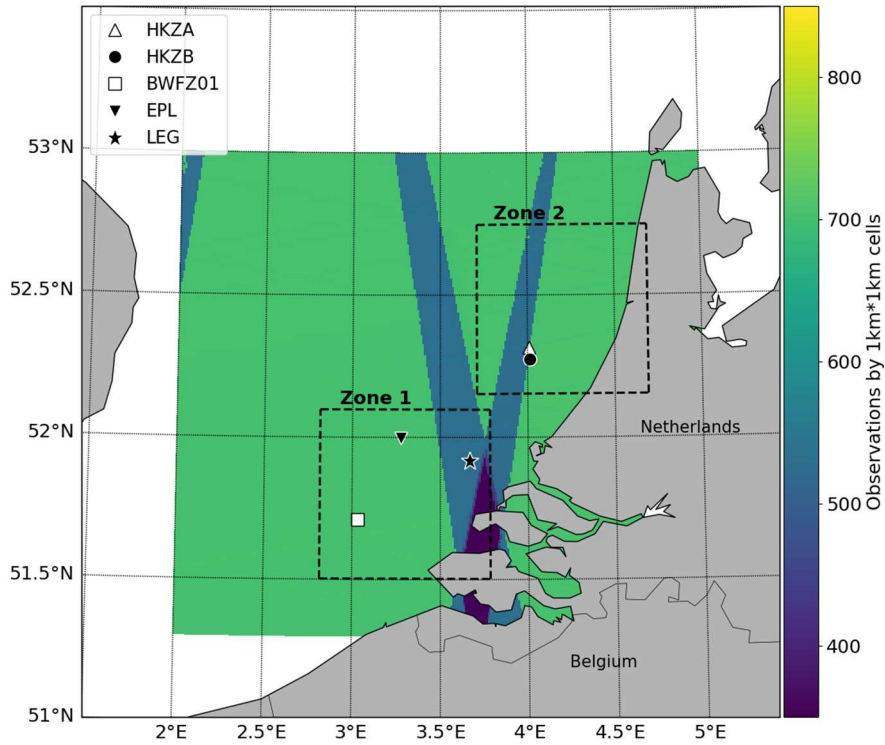 HKZA
HKZB
BWFZ01
EPL
LEG
53°N
52.5°N
52°N
51.5°N
51°N
Zone 2
Zone 1
Netherlands
Belgium
2°E
2.5°E
3°E
3.5°E
4°E
4.5°E
5°E
800
700
600
500
400
Observations by 1km*1km cells